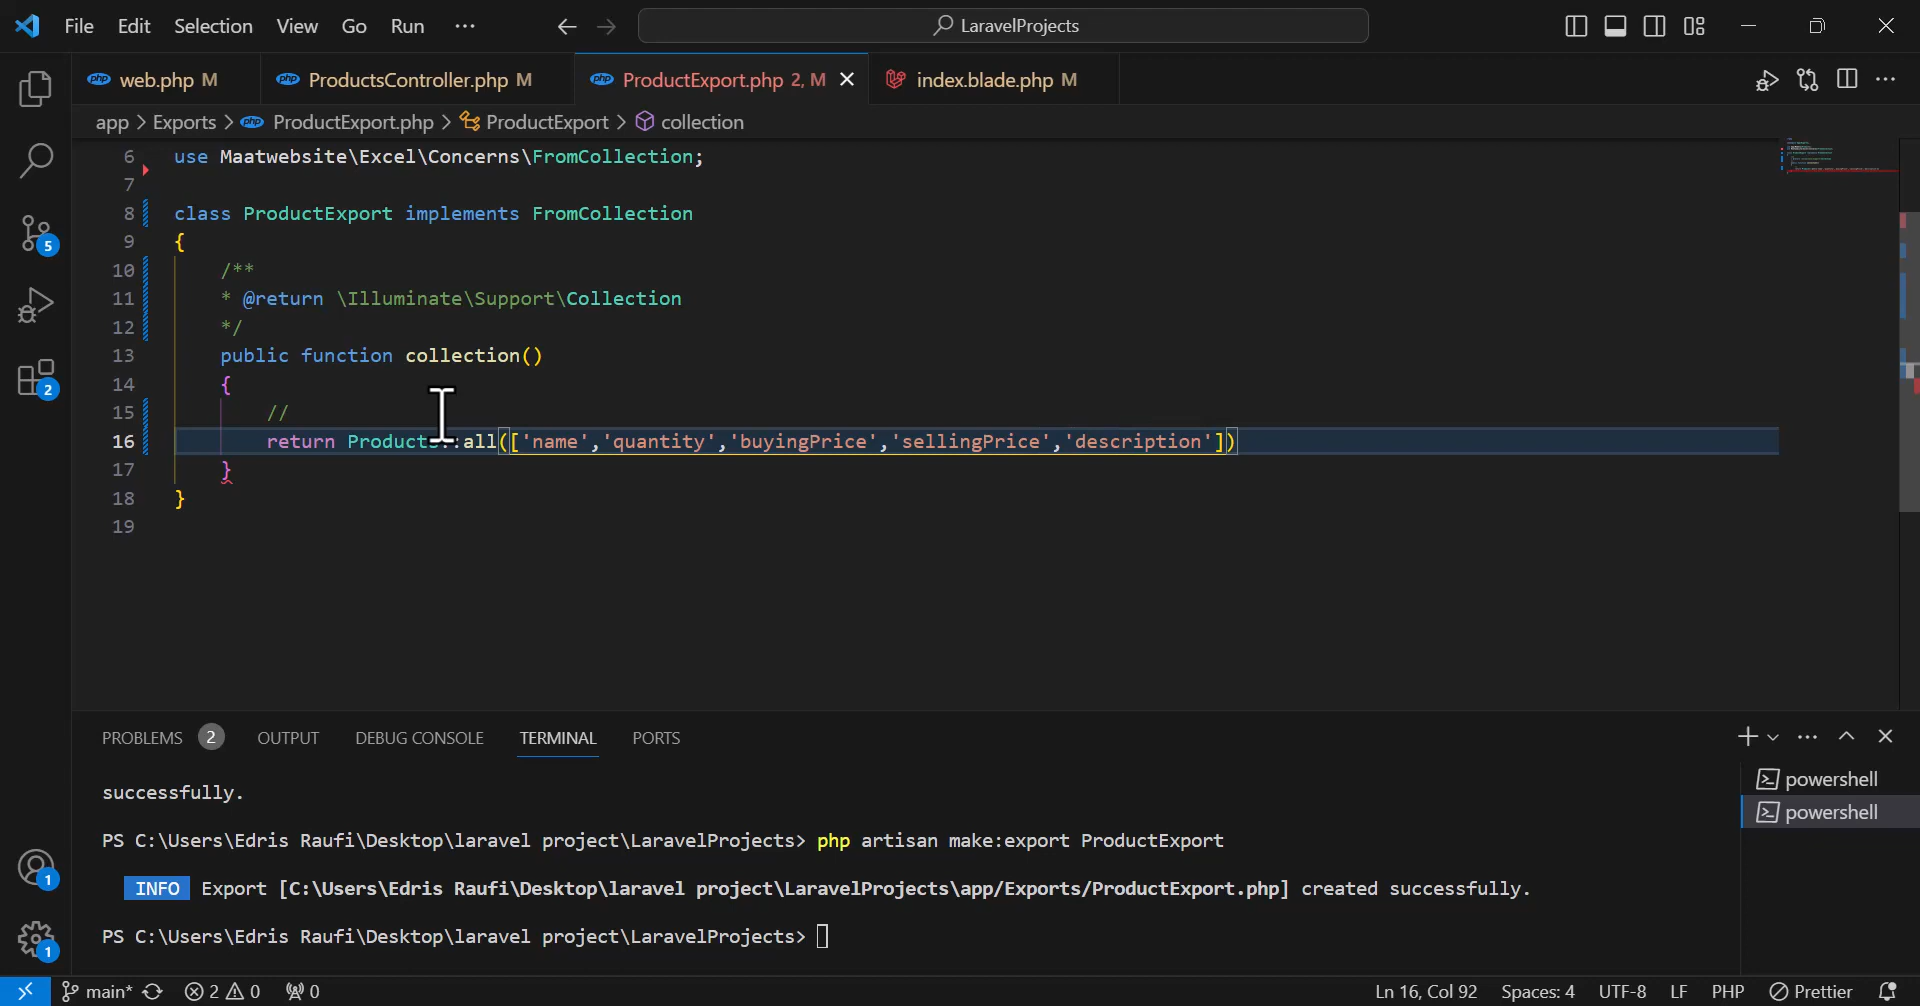 File Edit Selection View Go Run ··· LaravelProjects
web.php M ProductsController.php M ProductExport.php 2, M index.blade.php M
app > Exports > ProductExport.php > ProductExport > collection
6 use Maatwebsite\Excel\Concerns\FromCollection;
7
8 class ProductExport implements FromCollection
9 {
10 /**
11 * @return \Illuminate\Support\Collection
12 */
13 public function collection()
14 {
15 //
16 return Products::all(['name','quantity','buyingPrice','sellingPrice','description'])
17 }
18 }
19
5
2
PROBLEMS 2 OUTPUT DEBUG CONSOLE TERMINAL PORTS
successfully.
PS C:\Users\Edris Raufi\Desktop\laravel project\LaravelProjects> php artisan make:export ProductExport
INFO Export [C:\Users\Edris Raufi\Desktop\laravel project\LaravelProjects\app/Exports/ProductExport.php] created successfully.
PS C:\Users\Edris Raufi\Desktop\laravel project\LaravelProjects>
powershell
powershell
1
1
main* 2 0 0 Ln 16, Col 92 Spaces: 4 UTF-8 LF PHP Prettier